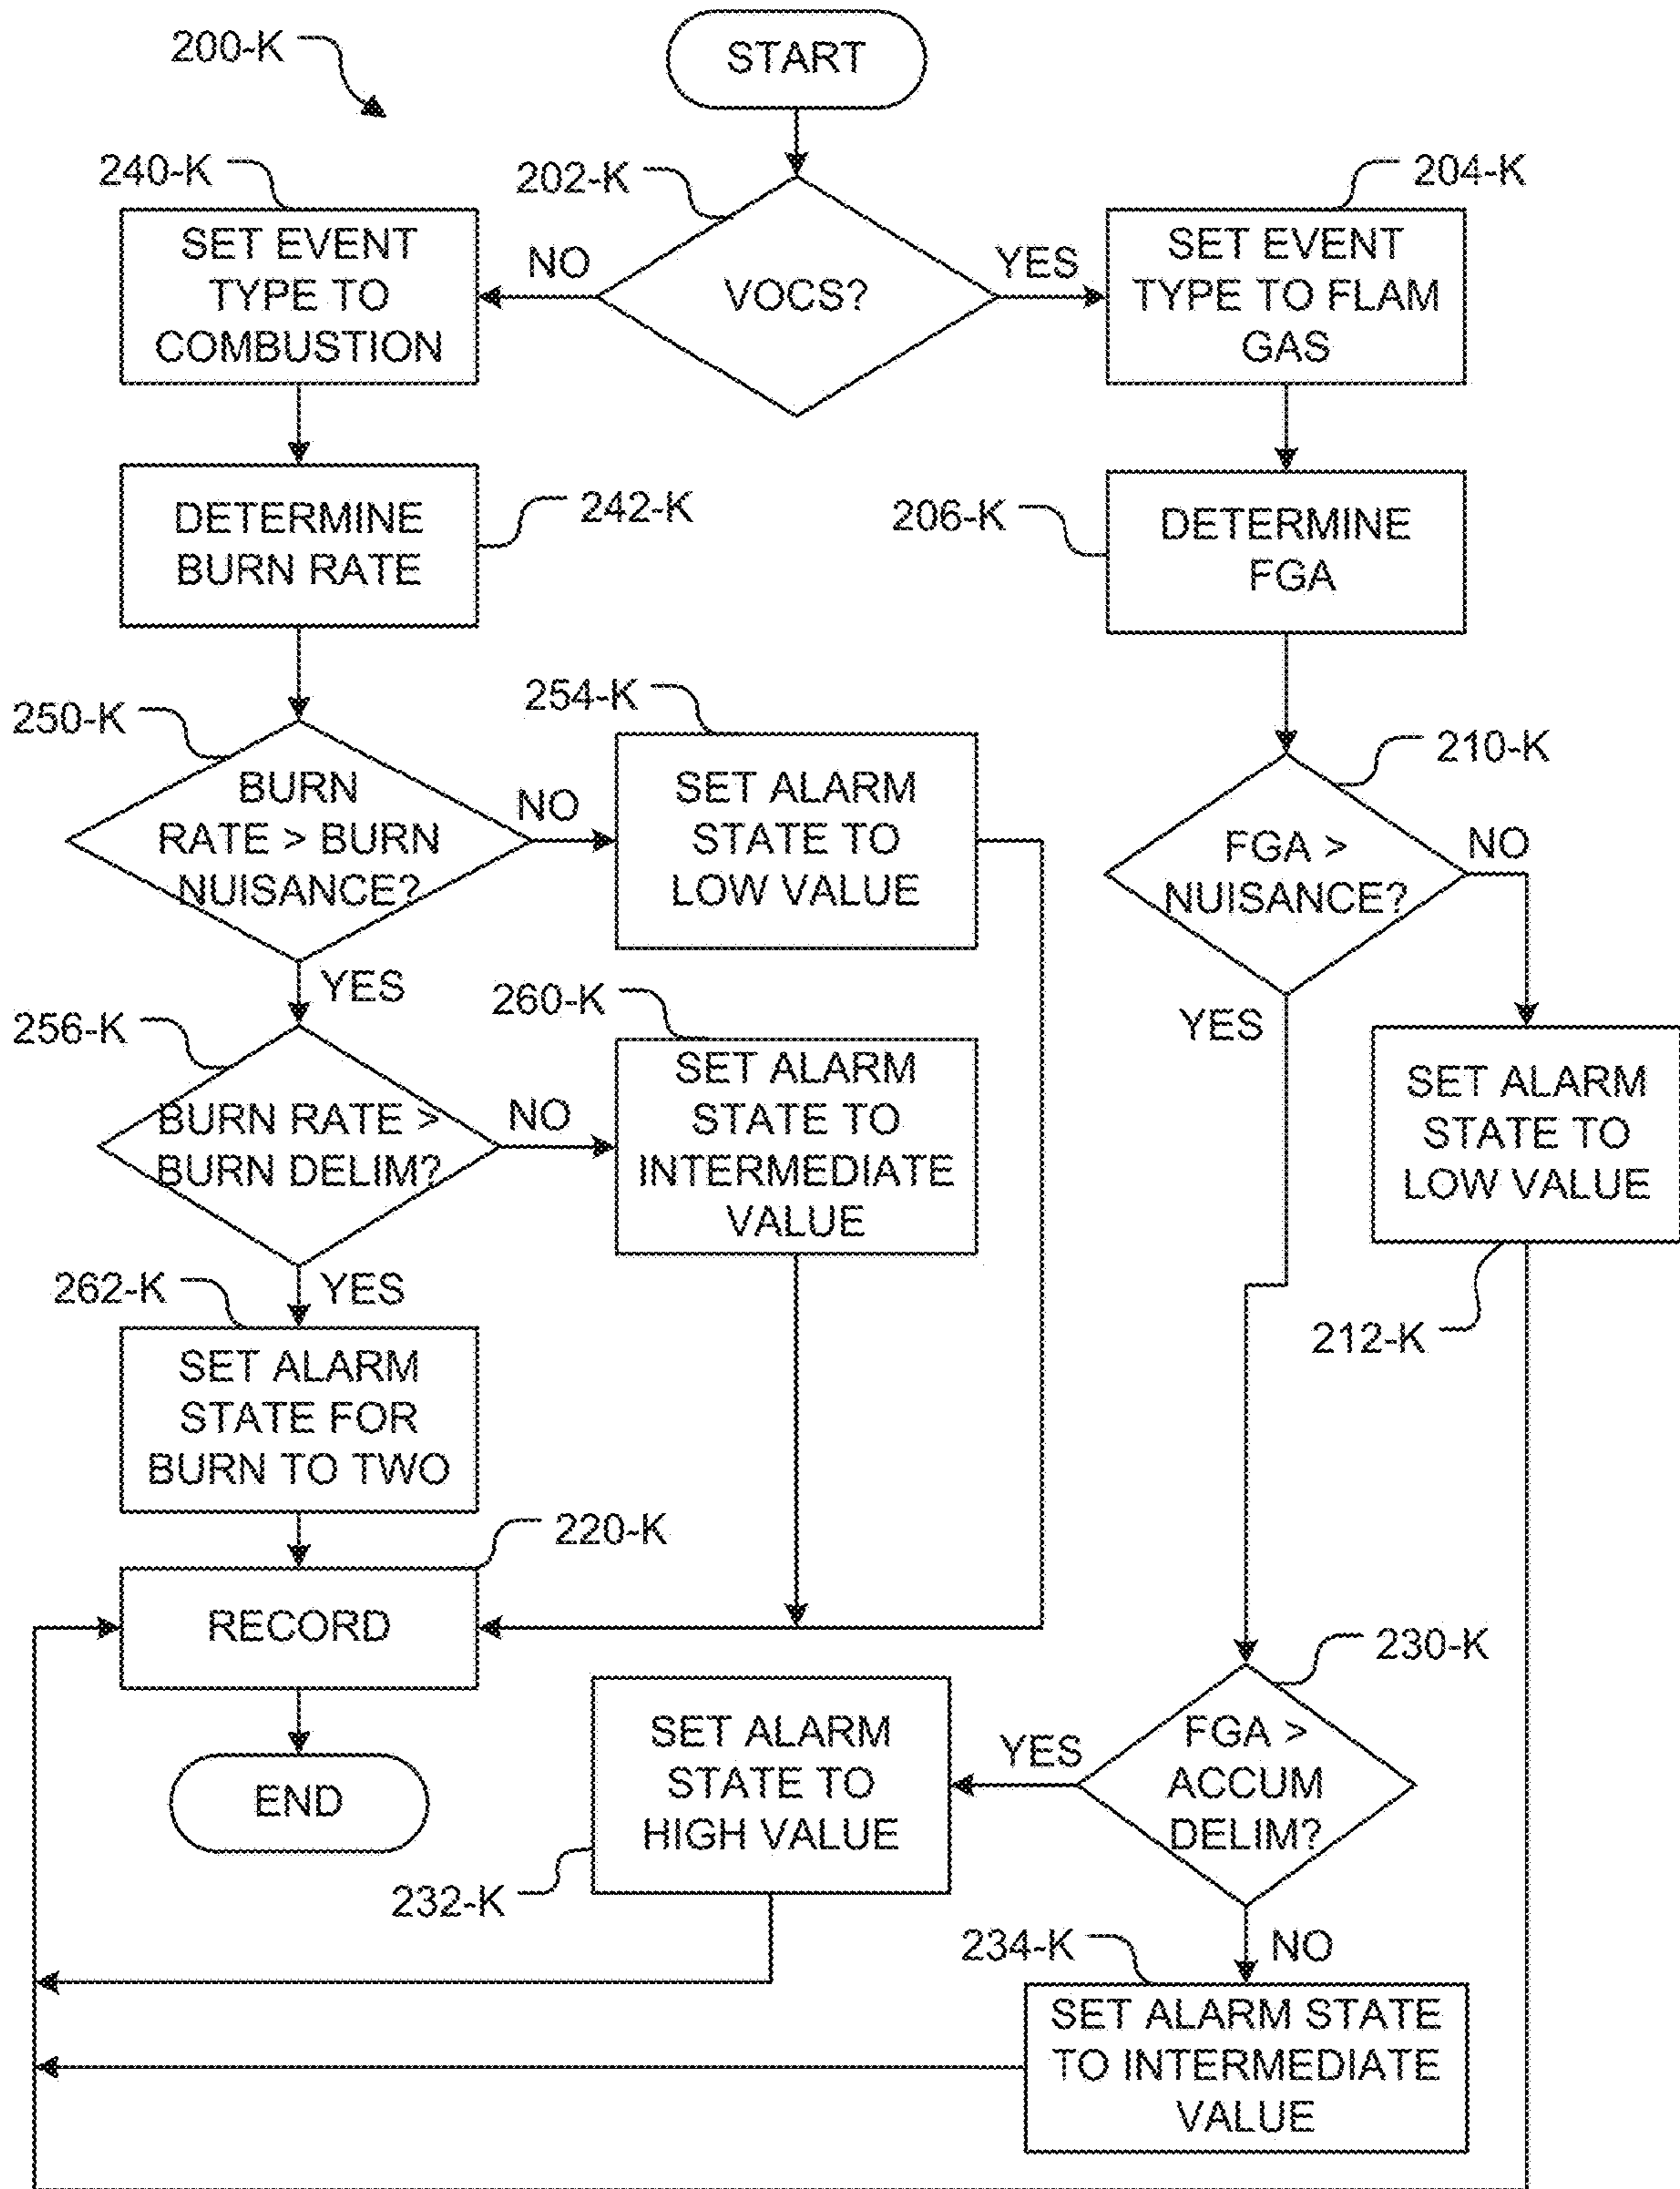 200-K
START
240-K
202-K
204-K
SET EVENT
TYPE TO
COMBUSTION
NO
VOCS?
YES
SET EVENT
TYPE TO FLAM
GAS
DETERMINE
BURN RATE
242-K
206-K
DETERMINE
FGA
250-K
254-K
210-K
BURN
RATE > BURN
NUISANCE?
NO
SET ALARM
STATE TO
LOW VALUE
FGA >
NUISANCE?
NO
YES
YES
256-K
260-K
BURN RATE >
BURN DELIM?
NO
SET ALARM
STATE TO
INTERMEDIATE
VALUE
SET ALARM
STATE TO
LOW VALUE
262-K
YES
212-K
SET ALARM
STATE FOR
BURN TO TWO
220-K
RECORD
230-K
SET ALARM
STATE TO
HIGH VALUE
YES
FGA >
ACCUM
DELIM?
END
232-K
234-K
NO
SET ALARM STATE
TO INTERMEDIATE
VALUE